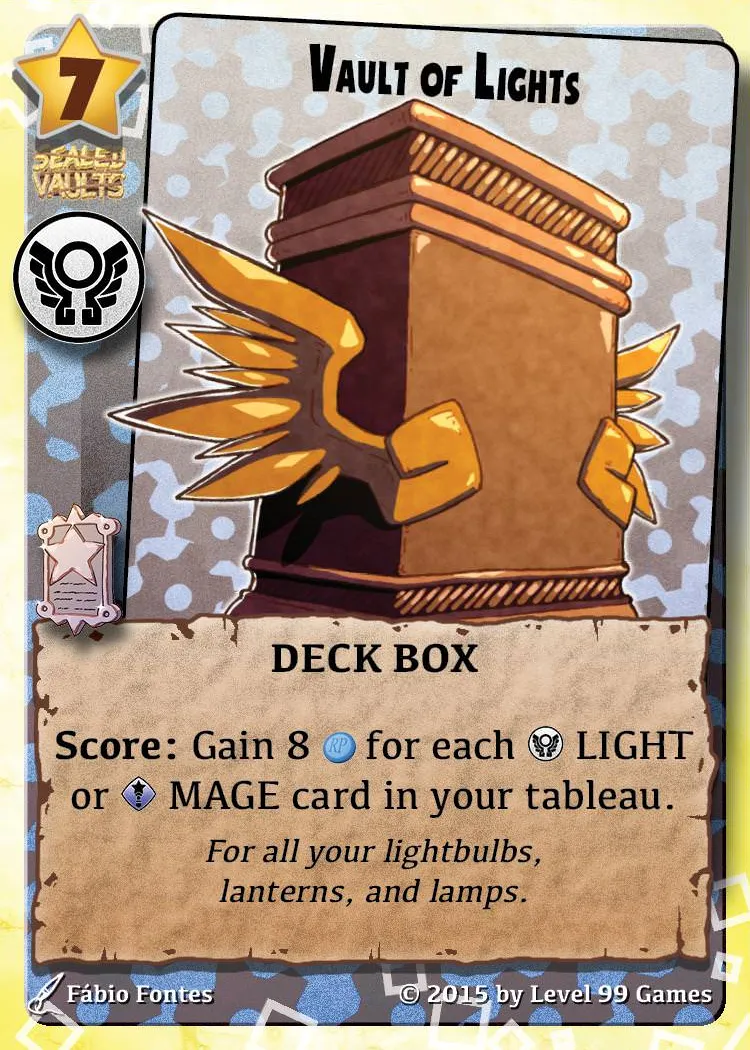 7
VAULT OF LIGHTS
SEALED
VAULTS
DECK BOX
Score: Gain 8 RP for each LIGHT
or MAGE card in your tableau.
For all your lightbulbs,
lanterns, and lamps.
Fábio Fontes
© 2015 by Level 99 Games